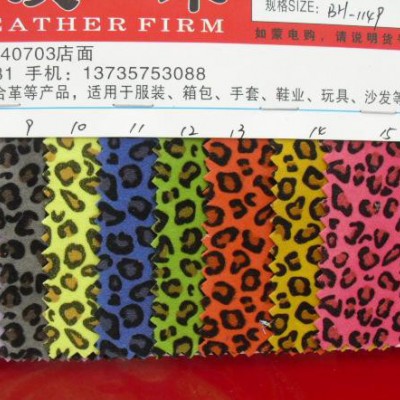 EATHER FIRM
规格SIZE: BH-1149
如蒙电购，请说明货
40703店面
31 手机：13735753088
合革等产品，适用于服装、箱包、手套、鞋业、玩具、沙发等
9 10 11 12 13 14 15